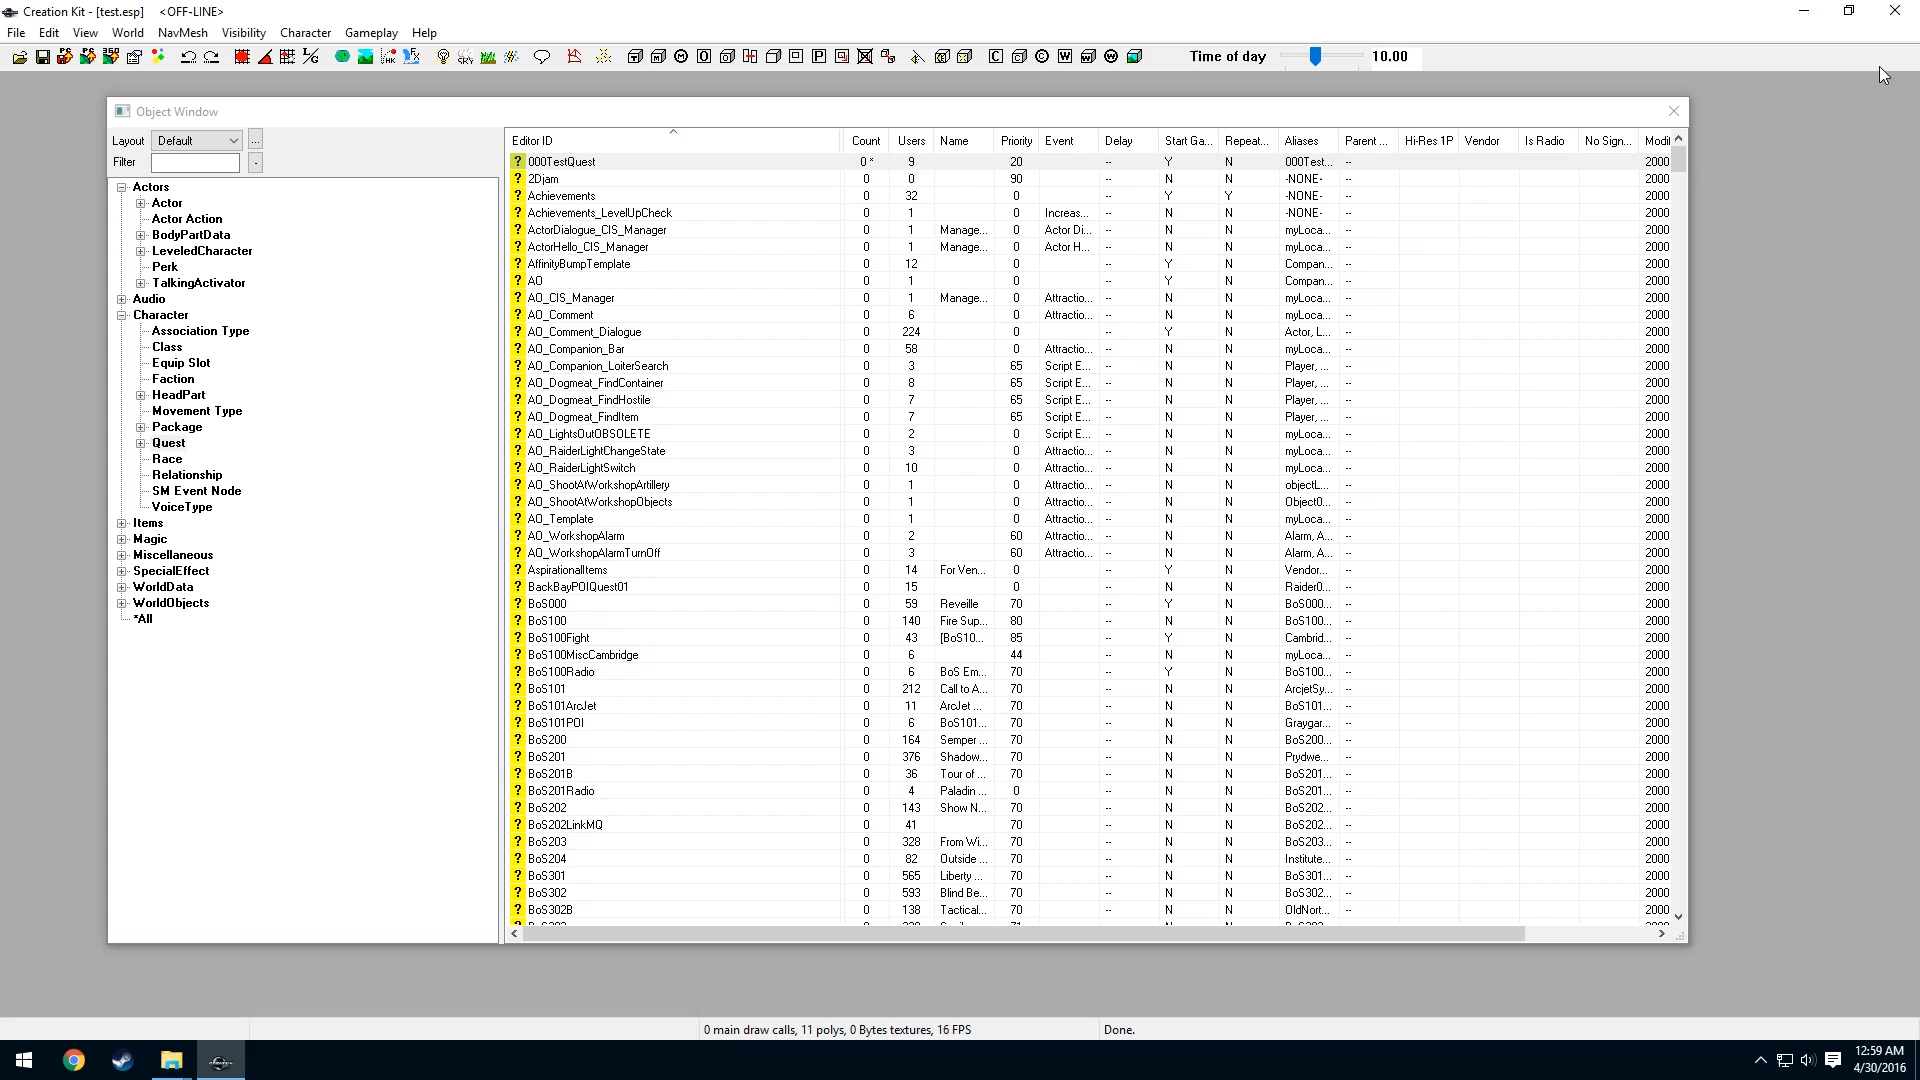 Creation Kit - [test.esp] <OFF-LINE>
File Edit View World NavMesh Visibility Character Gameplay Help
Time of day 10.00
Object Window
Layout Default ...
Filter -
Actors
Actor
Actor Action
BodyPartData
LeveledCharacter
Perk
TalkingActivator
Audio
Character
Association Type
Class
Equip Slot
Faction
HeadPart
Movement Type
Package
Quest
Race
Relationship
SM Event Node
VoiceType
Items
Magic
Miscellaneous
SpecialEffect
WorldData
WorldObjects
*All
Editor ID Count Users Name Priority Event Delay Start Ga... Repeat... Aliases Parent ... Hi-Res 1P Vendor Is Radio No Sign... Modif
? 000TestQuest 0 * 9 20 -- Y N 000Test... -- 2000
? 2Djam 0 0 90 -- N N -NONE- -- 2000
? Achievements 0 32 0 -- Y Y -NONE- -- 2000
? Achievements_LevelUpCheck 0 1 0 Increas... -- N N -NONE- -- 2000
? ActorDialogue_CIS_Manager 0 1 Manage... 0 Actor Di... -- N N myLoca... -- 2000
? ActorHello_CIS_Manager 0 1 Manage... 0 Actor H... -- N N myLoca... -- 2000
? AffinityBumpTemplate 0 12 0 -- Y N Compan... -- 2000
? AO 0 1 0 -- Y N Compan... -- 2000
? AO_CIS_Manager 0 1 Manage... 0 Attractio... -- N N myLoca... -- 2000
? AO_Comment 0 6 0 Attractio... -- N N myLoca... -- 2000
? AO_Comment_Dialogue 0 224 0 -- Y N Actor, L... -- 2000
? AO_Companion_Bar 0 58 0 Attractio... -- N N myLoca... -- 2000
? AO_Companion_LoiterSearch 0 3 65 Script E... -- N N Player, ... -- 2000
? AO_Dogmeat_FindContainer 0 8 65 Script E... -- N N Player, ... -- 2000
? AO_Dogmeat_FindHostile 0 7 65 Script E... -- N N Player, ... -- 2000
? AO_Dogmeat_FindItem 0 7 65 Script E... -- N N Player, ... -- 2000
? AO_LightsOutOBSOLETE 0 2 0 Script E... -- N N myLoca... -- 2000
? AO_RaiderLightChangeState 0 3 0 Attractio... -- N N myLoca... -- 2000
? AO_RaiderLightSwitch 0 10 0 Attractio... -- N N myLoca... -- 2000
? AO_ShootAtWorkshopArtillery 0 1 0 Attractio... -- N N objectL... -- 2000
? AO_ShootAtWorkshopObjects 0 1 0 Attractio... -- N N ObjectO... -- 2000
? AO_Template 0 1 0 Attractio... -- N N myLoca... -- 2000
? AO_WorkshopAlarm 0 2 60 Attractio... -- N N Alarm, A... -- 2000
? AO_WorkshopAlarmTurnOff 0 3 60 Attractio... -- N N Alarm, A... -- 2000
? AspirationalItems 0 14 For Ven... 0 -- Y N Vendor... -- 2000
? BackBayPOIQuest01 0 15 0 -- N N Raider0... -- 2000
? BoS000 0 59 Reveille 70 -- Y N BoS000... -- 2000
? BoS100 0 140 Fire Sup... 80 -- N N BoS100... -- 2000
? BoS100Fight 0 43 [BoS10... 85 -- Y N Cambrid... -- 2000
? BoS100MiscCambridge 0 6 44 -- N N myLoca... -- 2000
? BoS100Radio 0 6 BoS Em... 70 -- Y N BoS100... -- 2000
? BoS101 0 212 Call to A... 70 -- N N ArcjetSy... -- 2000
? BoS101ArcJet 0 11 ArcJet ... 70 -- N N BoS101... -- 2000
? BoS101POI 0 6 BoS101... 70 -- N N Graygar... -- 2000
? BoS200 0 164 Semper ... 70 -- N N BoS200... -- 2000
? BoS201 0 376 Shadow... 70 -- N N Prydwe... -- 2000
? BoS201B 0 36 Tour of ... 70 -- N N BoS201... -- 2000
? BoS201Radio 0 4 Paladin ... 0 -- N N BoS201... -- 2000
? BoS202 0 143 Show N... 70 -- N N BoS202... -- 2000
? BoS202LinkMQ 0 41 70 -- N N BoS202... -- 2000
? BoS203 0 328 From Wi... 70 -- N N BoS203... -- 2000
? BoS204 0 82 Outside ... 70 -- N N Institute... -- 2000
? BoS301 0 565 Liberty ... 70 -- N N BoS301... -- 2000
? BoS302 0 593 Blind Be... 70 -- N N BoS302... -- 2000
? BoS302B 0 138 Tactical... 70 -- N N OldNort... -- 2000
0 main draw calls, 11 polys, 0 Bytes textures, 16 FPS Done.
12:59 AM
4/30/2016